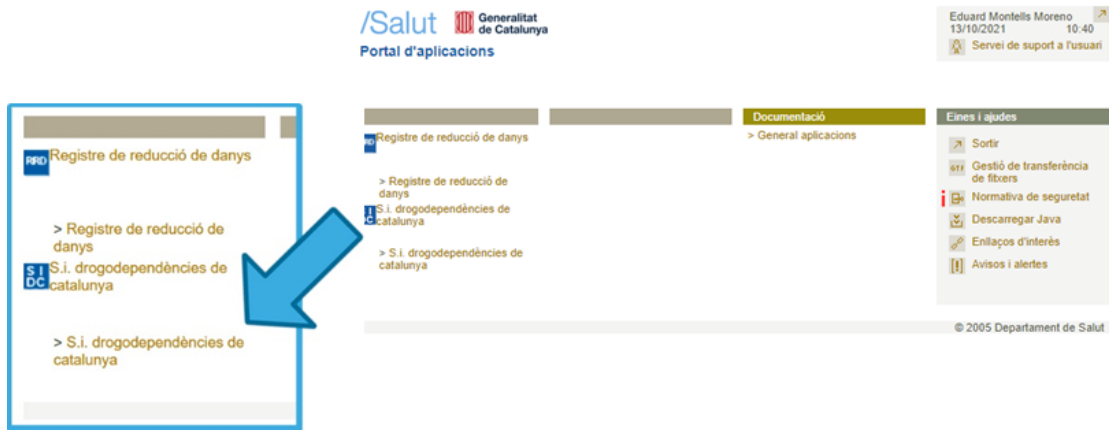 /Salut
Generalitat
de Catalunya
Portal d'aplicacions
Eduard Montells Moreno
13/10/2021 10:40
Servei de suport a l'usuari
RRD
Registre de reducció de danys
> Registre de reducció de
danys
SI
DC
S.i. drogodependències de
catalunya
> S.i. drogodependències de
catalunya
RD
Registre de reducció de danys
> Registre de reducció de
danys
I
C
S.i. drogodependències de
catalunya
> S.i. drogodependències de
catalunya
Documentació
> General aplicacions
Eines i ajudes
Sortir
GTF
Gestió de transferència
de fitxers
i
Normativa de seguretat
Descarregar Java
Enllaços d'interès
[!] Avisos i alertes
© 2005 Departament de Salut